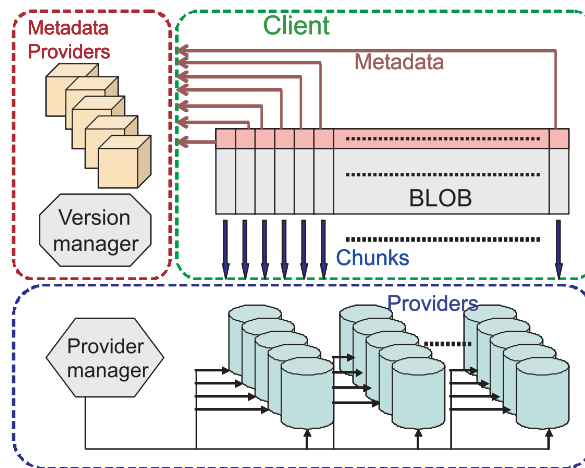 Metadata
Providers
Client
Metadata
BLOB
Version
manager
Chunks
Providers
Provider
manager